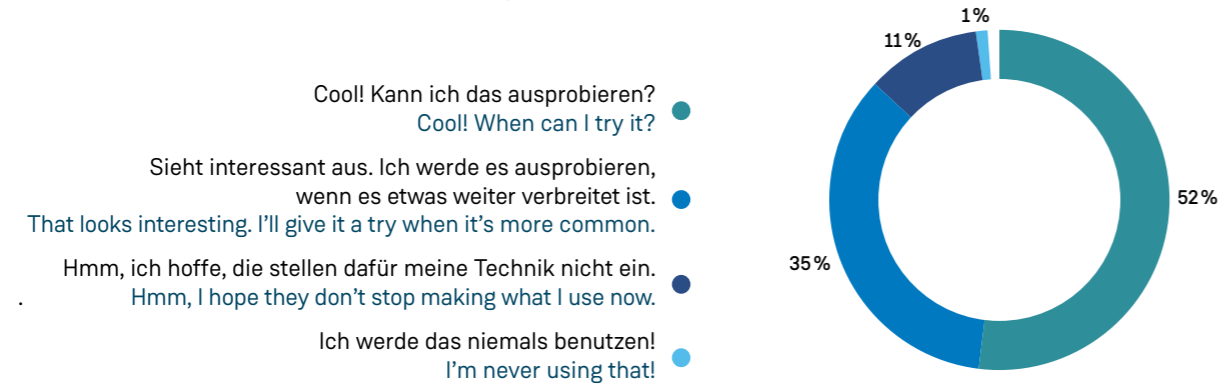 Cool! Kann ich das ausprobieren?
Cool! When can I try it?
Sieht interessant aus. Ich werde es ausprobieren,
wenn es etwas weiter verbreitet ist.
That looks interesting. I’ll give it a try when it’s more common.
Hmm, ich hoffe, die stellen dafür meine Technik nicht ein.
. Hmm, I hope they don’t stop making what I use now.
Ich werde das niemals benutzen!
I’m never using that!
1%
11%
52%
35%